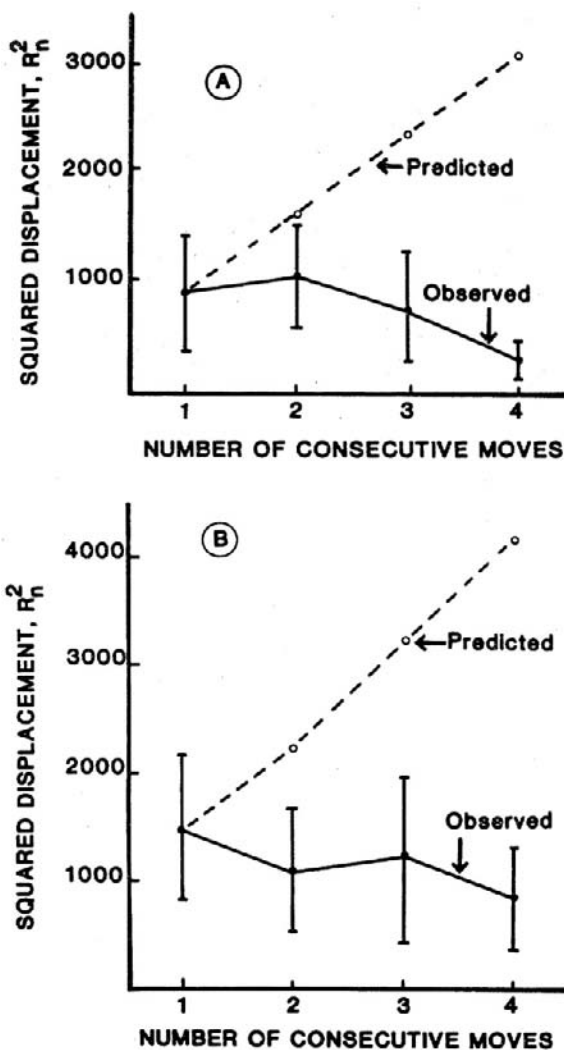 SQUARED DISPLACEMENT, R²ₙ
A
3000
2000
1000
Predicted
Observed
1 2 3 4
NUMBER OF CONSECUTIVE MOVES
SQUARED DISPLACEMENT, R²ₙ
B
4000
3000
2000
1000
Predicted
Observed
1 2 3 4
NUMBER OF CONSECUTIVE MOVES